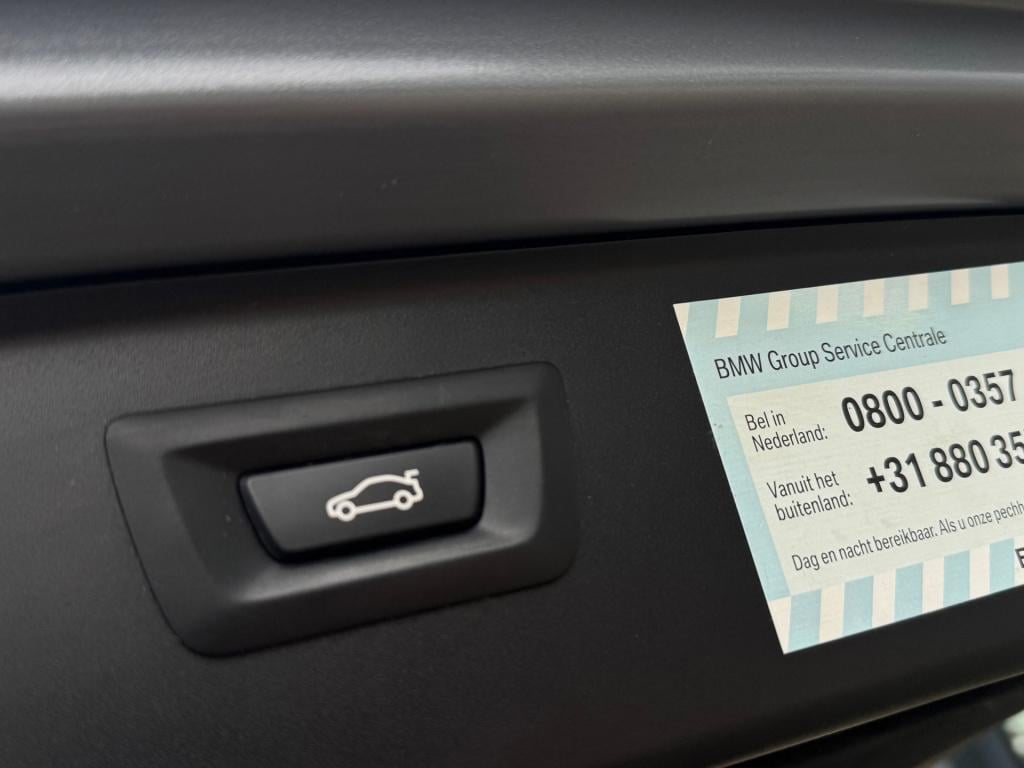 BMW Group Service Centrale
Bel in
Nederland:
0800 - 0357
Vanuit het
buitenland:
+31 880 35
Dag en nacht bereikbaar. Als u onze pechh